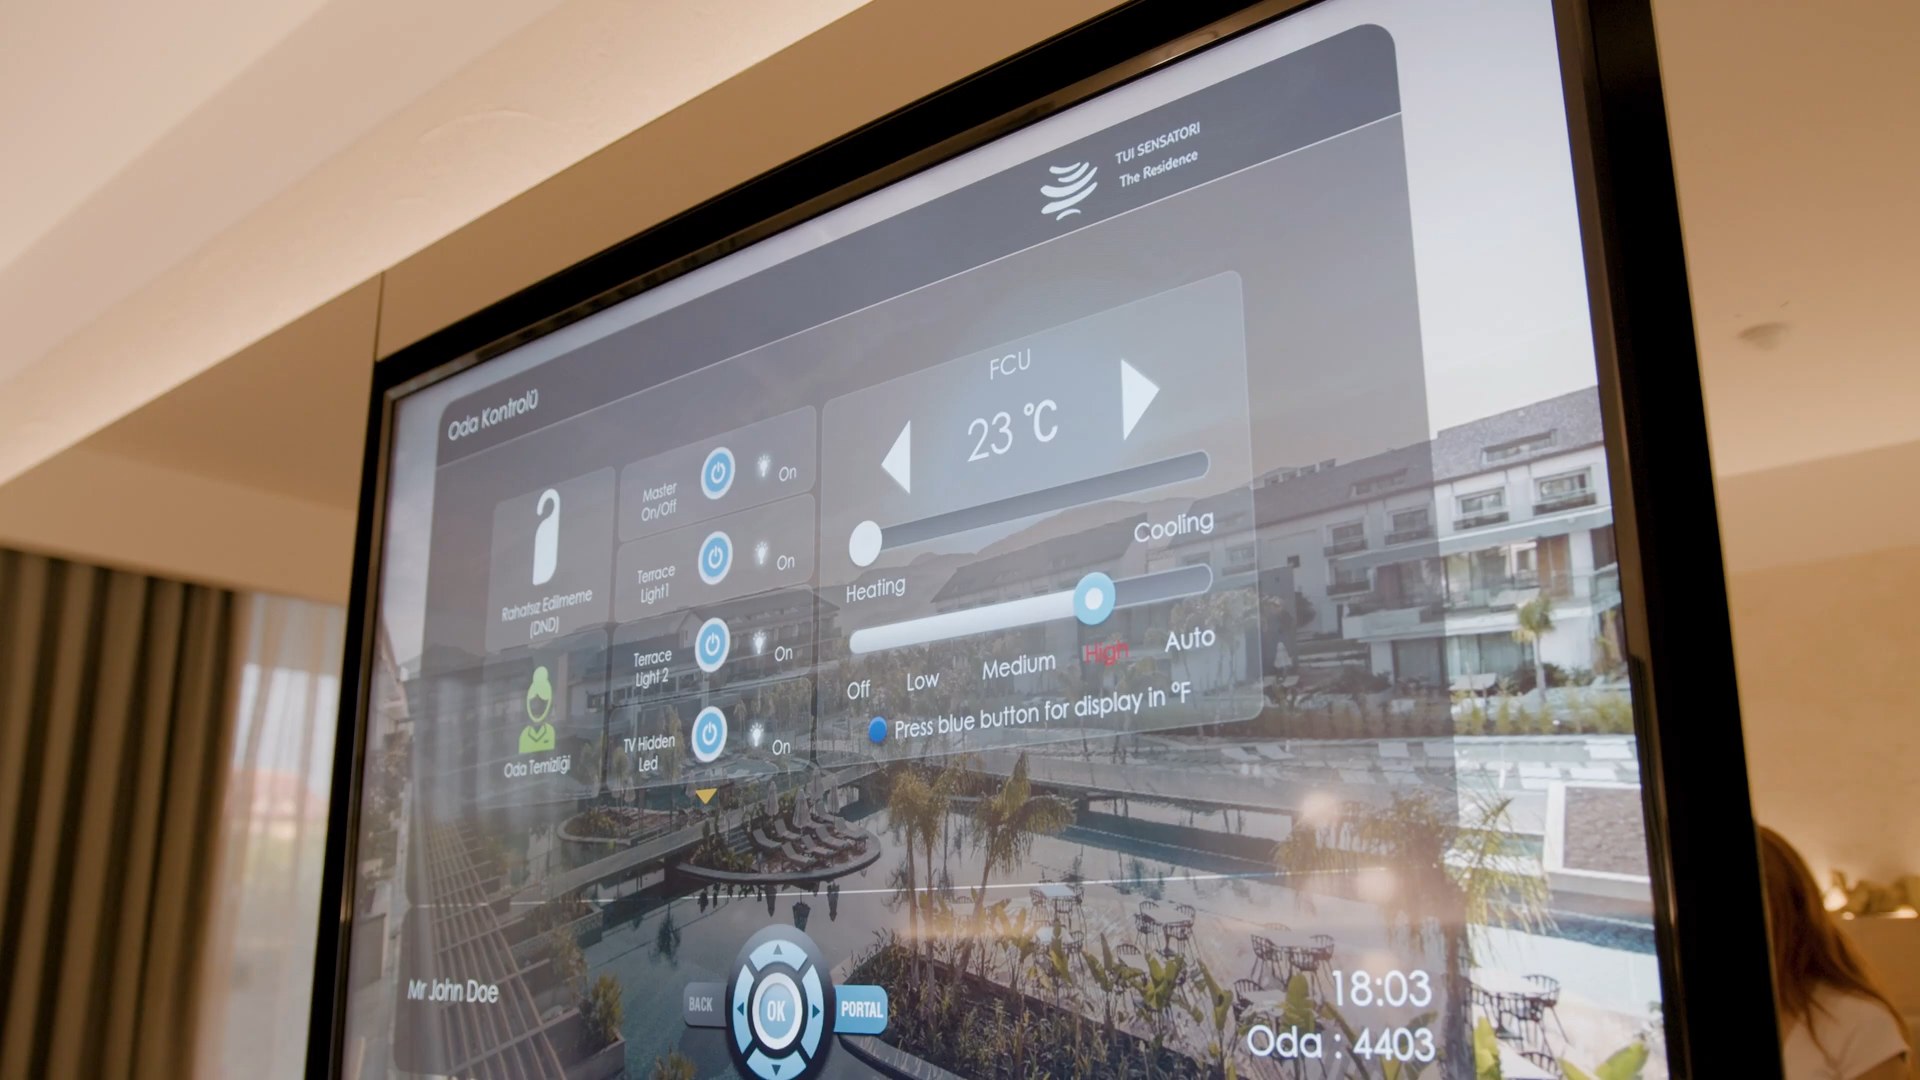 TUI SENSATORI
The Residence
Oda Kontrolü
Rahatsız Edilmeme
(DND)
Oda Temizliği
Master
On/Off
On
Terrace
Light1
On
Terrace
Light 2
On
TV Hidden
Led
On
FCU
23 °C
Heating
Cooling
Off Low Medium High Auto
Press blue button for display in °F
Mr John Doe
BACK
OK
PORTAL
18:03
Oda : 4403